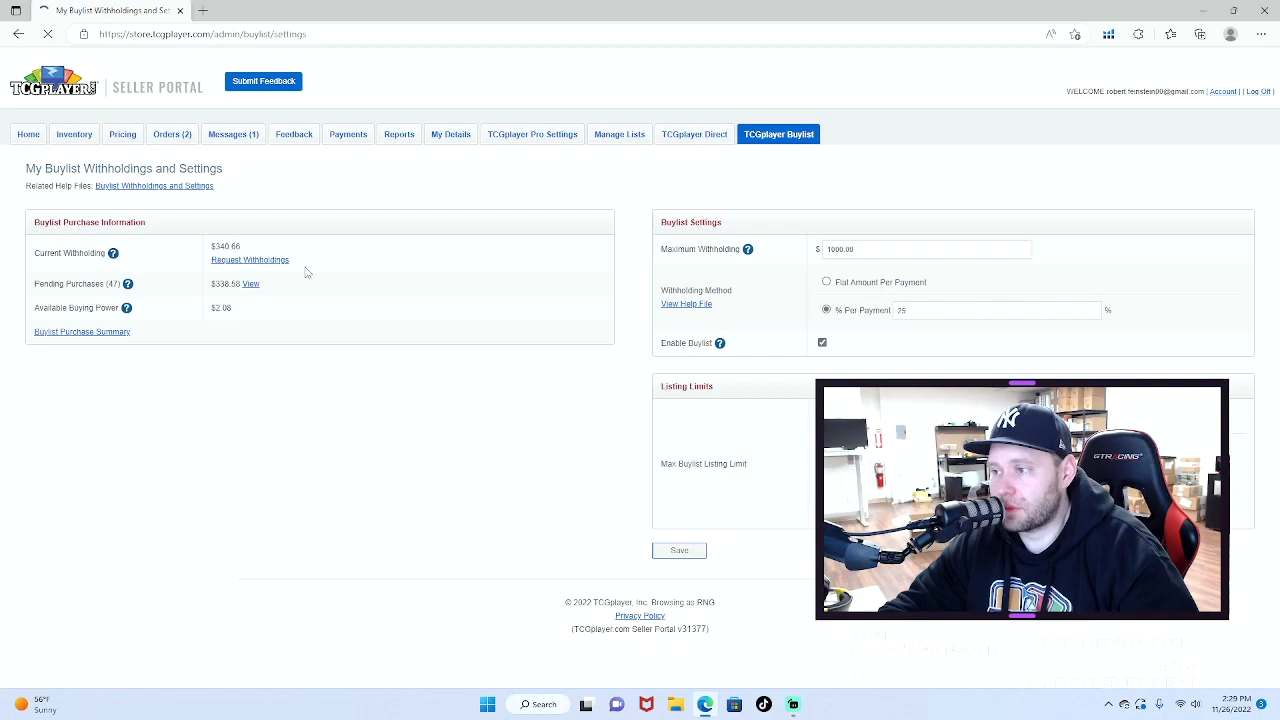 My Buylist Withholdings and Set
https://store.tcgplayer.com/admin/buylist/settings
TCGPLAYER SELLER PORTAL
Submit Feedback
WELCOME robert.feinstein00@gmail.com | Account | | Log Off |
Home Inventory Pricing Orders (2) Messages (1) Feedback Payments Reports My Details TCGplayer Pro Settings Manage Lists TCGplayer Direct TCGplayer Buylist
My Buylist Withholdings and Settings
Related Help Files: Buylist Withholdings and Settings
Buylist Purchase Information
Current Withholding ? $340.66
Request Withholdings
Pending Purchases (47) ? $338.58 View
Available Buying Power ? $2.08
Buylist Purchase Summary
Buylist Settings
Maximum Withholding ? $ 1000.00
Withholding Method
View Help File
Flat Amount Per Payment
% Per Payment 25 %
Enable Buylist ?
Listing Limits
Max Buylist Listing Limit
Save
NY
GTRACING
© 2022 TCGplayer, Inc. Browsing as RNG
Privacy Policy
(TCGplayer.com Seller Portal v31377)
56°F
Sunny
Search
2:29 PM
11/26/2022
3